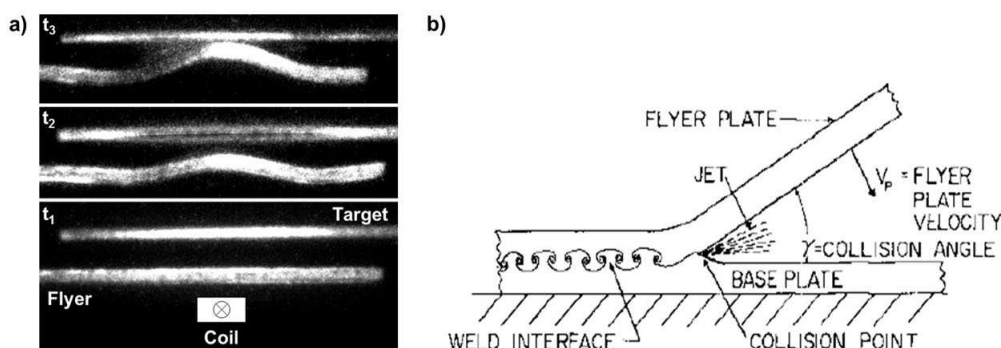 a)
t3
t2
t1
Target
Flyer
Coil
b)
FLYER PLATE
JET
Vp = FLYER
PLATE
VELOCITY
γ=COLLISION ANGLE
BASE PLATE
WELD INTERFACE
COLLISION POINT